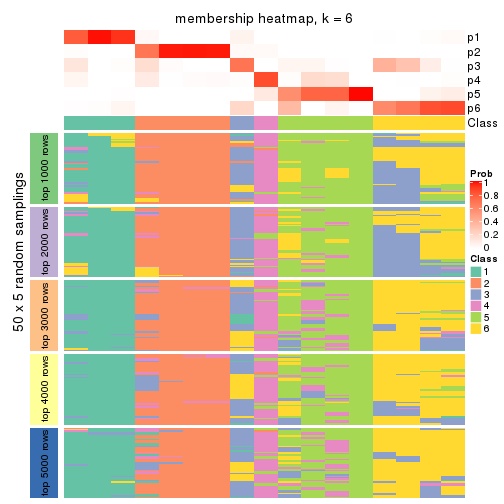 membership heatmap, k = 6
p1
p2
p3
p4
p5
p6
Class
50 x 5 random samplings
top 1000 rows
top 2000 rows
top 3000 rows
top 4000 rows
top 5000 rows
Prob
1
0.8
0.6
0.4
0.2
0
Class
1
2
3
4
5
6